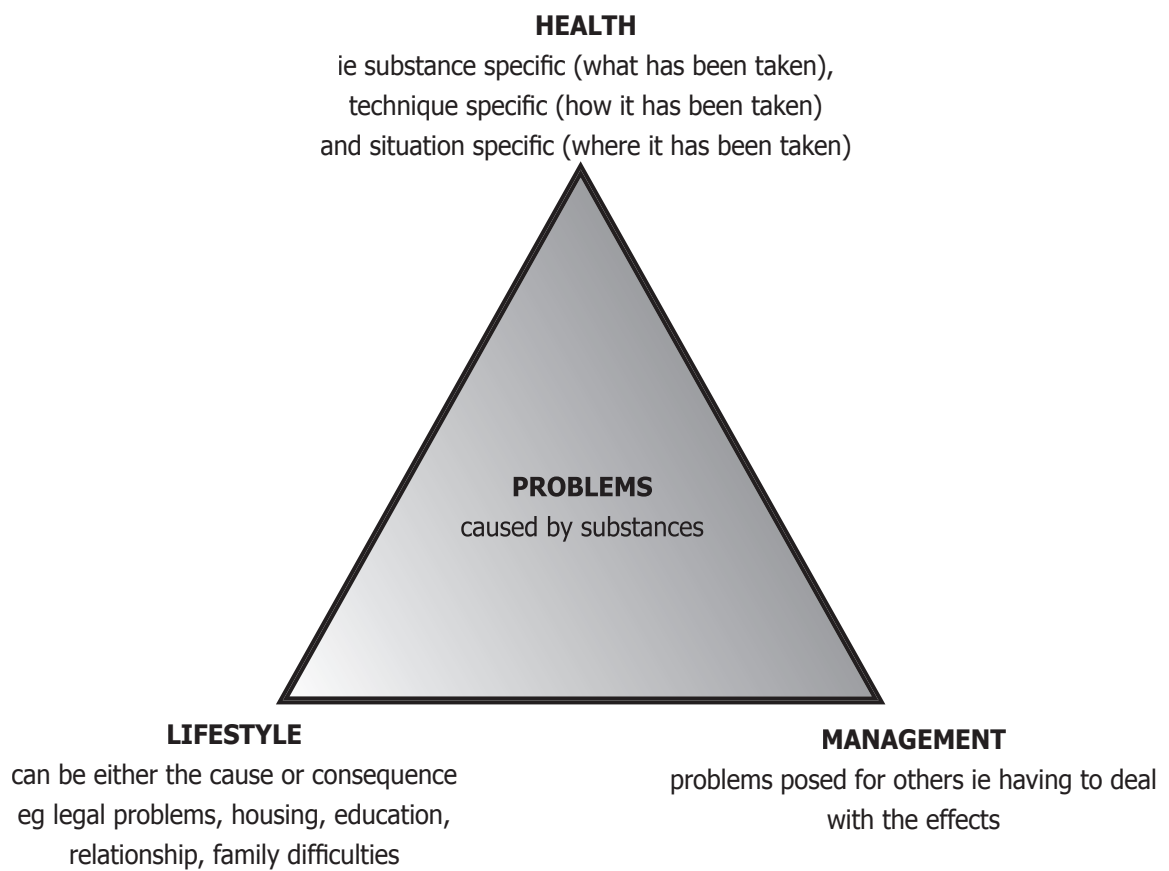 HEALTH
ie substance specific (what has been taken),
technique specific (how it has been taken)
and situation specific (where it has been taken)
PROBLEMS
caused by substances
LIFESTYLE
can be either the cause or consequence
eg legal problems, housing, education,
relationship, family difficulties
MANAGEMENT
problems posed for others ie having to deal
with the effects